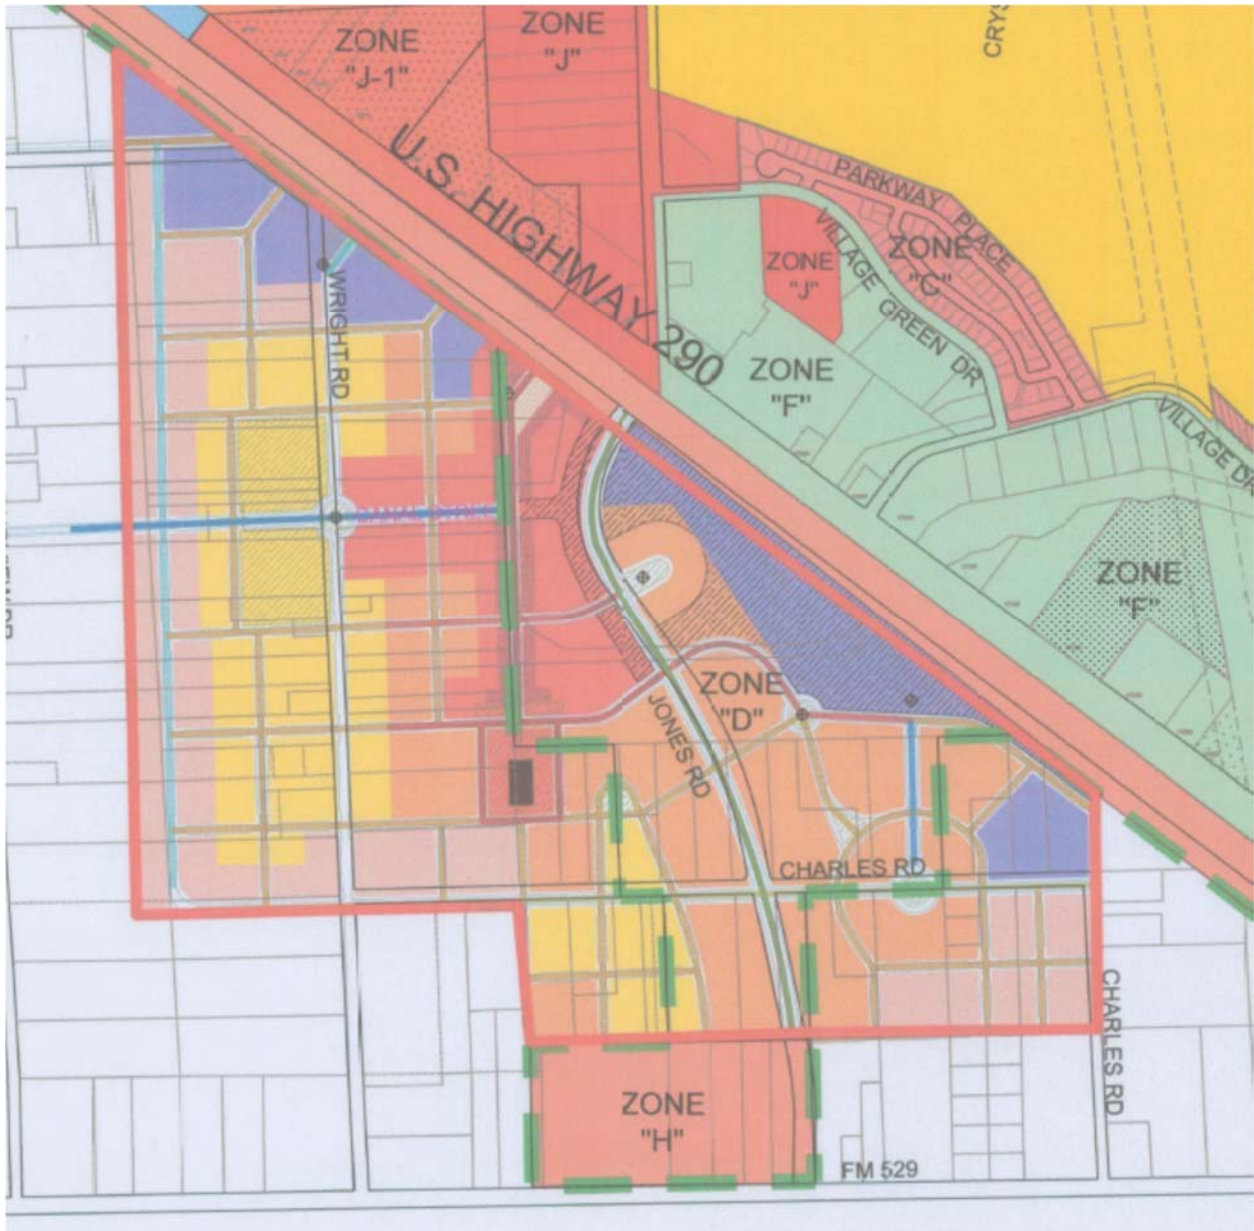 ZONE
"J-1"
ZONE
"J"
CRYS
U.S. HIGHWAY 290
PARKWAY PLACE
VILLAGE GREEN DR
ZONE
"C"
ZONE
"J"
WRIGHT RD
ZONE
"F"
VILLAGE DR
ZONE
"F"
ZONE
"D"
JONES RD
CHARLES RD
CHARLES RD
ZONE
"H"
FM 529